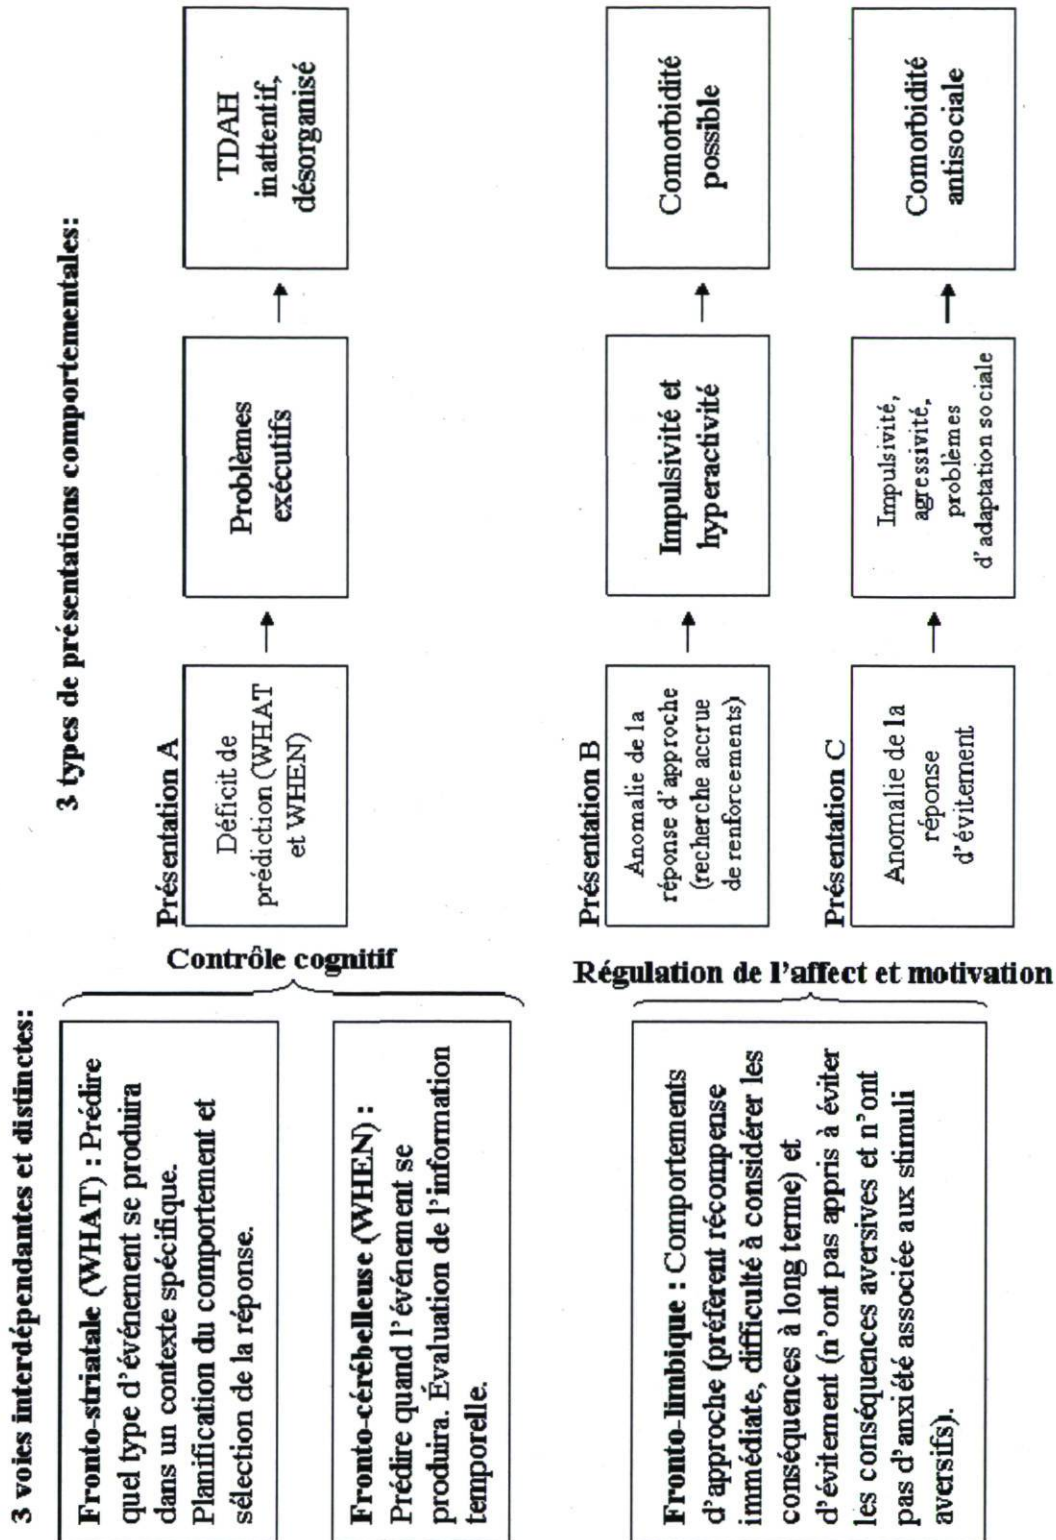 3 voies interdépendantes et distinctes:
Fronto-striatale (WHAT) : Prédire
quel type d'événement se produira
dans un contexte spécifique.
Planification du comportement et
sélection de la réponse.
Fronto-cérébelleuse (WHEN) :
Prédire quand l'événement se
produira. Évaluation de l'information
temporelle.
Contrôle cognitif
Fronto-limbique : Comportements
d'approche (préfèrent récompense
immédiate, difficulté à considérer les
conséquences à long terme) et
d'évitement (n'ont pas appris à éviter
les conséquences aversives et n'ont
pas d'anxiété associée aux stimuli
aversifs).
Régulation de l'affect et motivation
3 types de présentations comportementales:
Présentation A
Déficit de
prédiction (WHAT
et WHEN)
Problèmes
exécutifs
TDAH
inattentif,
désorganisé
Présentation B
Anomalie de la
réponse d'approche
(recherche accrue
de renforcements)
Impulsivité et
hyperactivité
Comorbidité
possible
Présentation C
Anomalie de la
réponse
d'évitement
Impulsivité,
agressivité,
problèmes
d'adaptation sociale
Comorbidité
antisociale